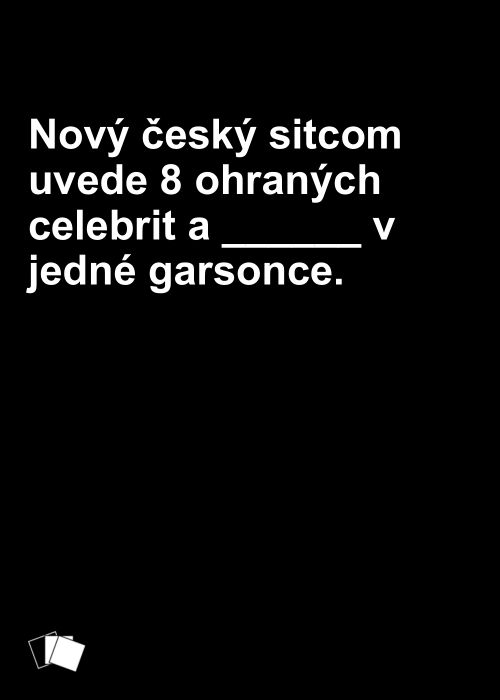 Nový český sitcom
uvede 8 ohraných
celebrit a ______ v
jedné garsonce.